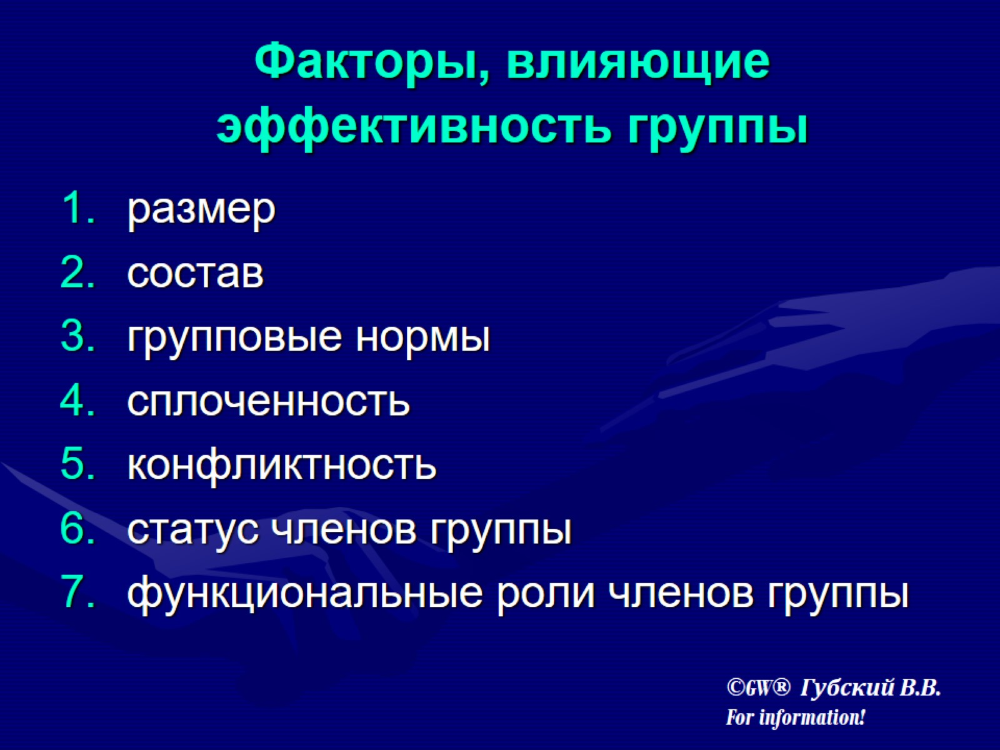 Факторы, влияющие
эффективность группы
1. размер
2. состав
3. групповые нормы
4. сплоченность
5. конфликтность
6. статус членов группы
7. функциональные роли членов группы
©GW® Губский В.В.
For information!